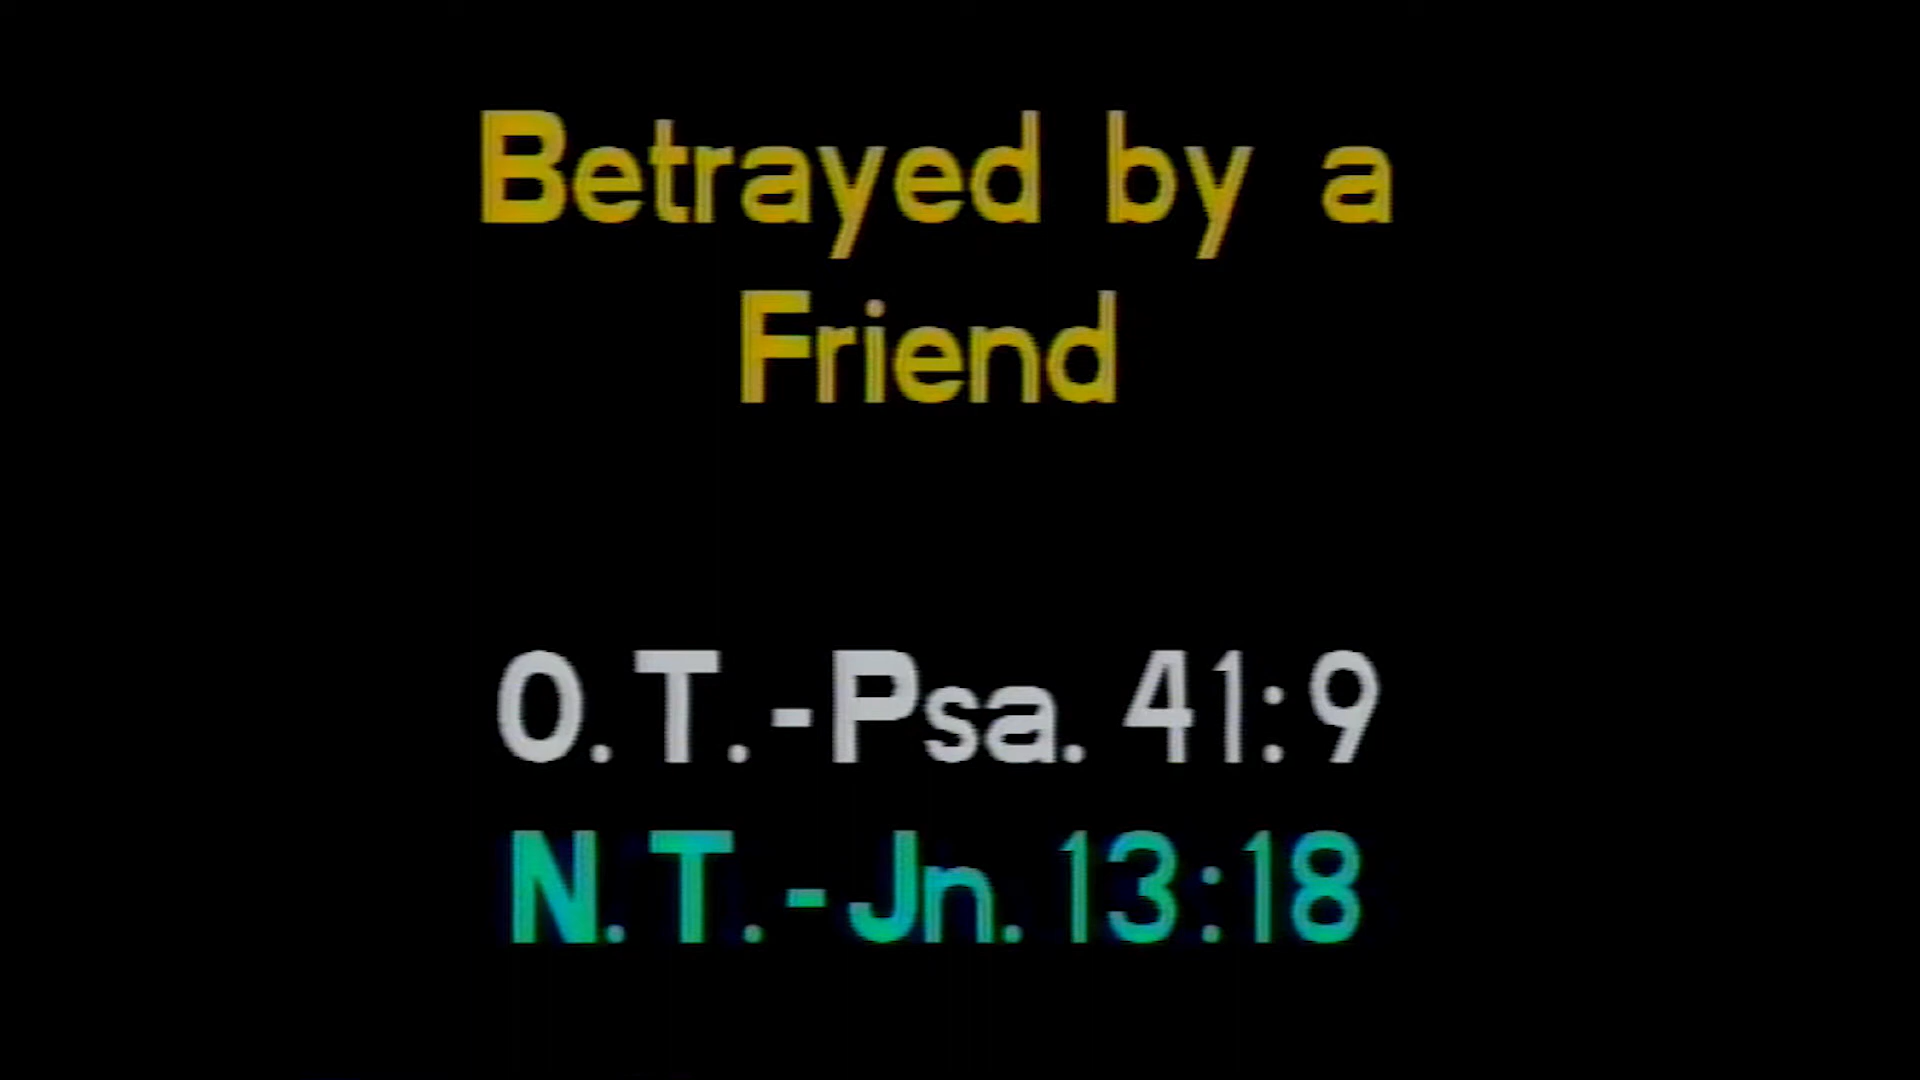 Betrayed by a
Friend
O.T.-Psa. 41:9
N.T.-Jn. 13:18